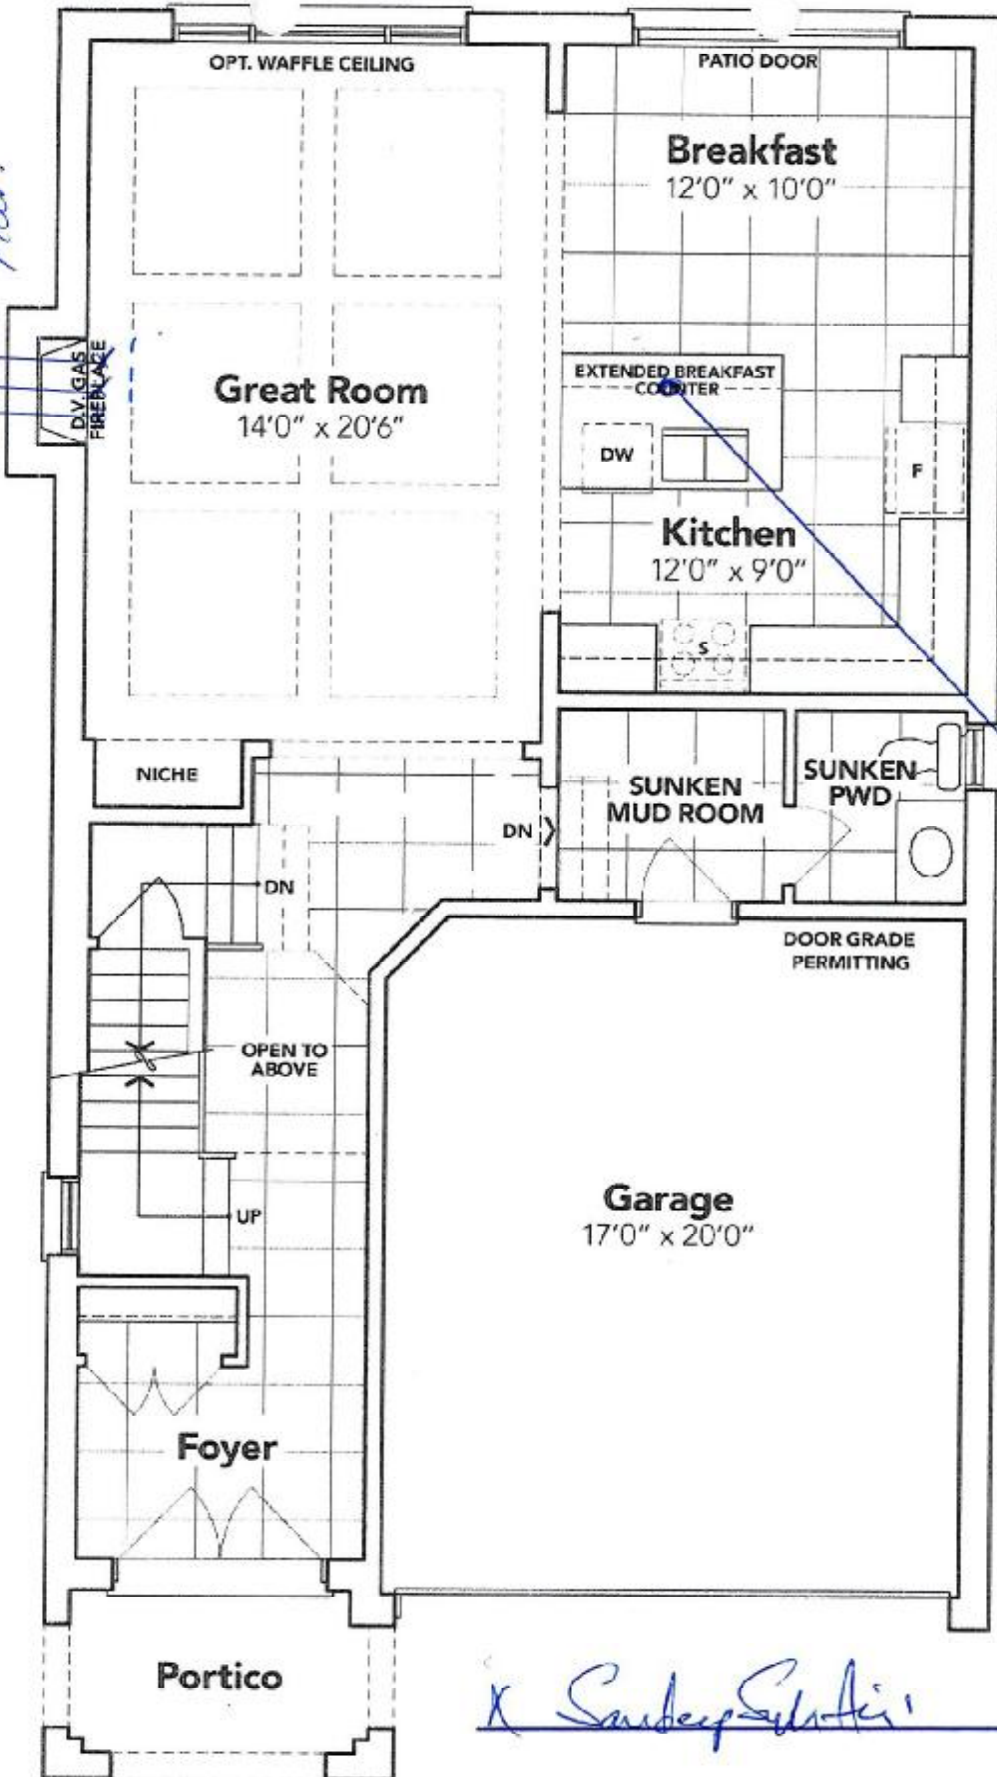 OPT. WAFFLE CEILING
PATIO DOOR
Breakfast
12'0" x 10'0"
D.V. GAS
FIREPLACE
Great Room
14'0" x 20'6"
EXTENDED BREAKFAST
COUNTER
DW
F
Kitchen
12'0" x 9'0"
S
NICHE
SUNKEN
MUD ROOM
SUNKEN
PWD
DN
DN
DOOR GRADE
PERMITTING
OPEN TO
ABOVE
UP
Garage
17'0" x 20'0"
Foyer
Portico
X